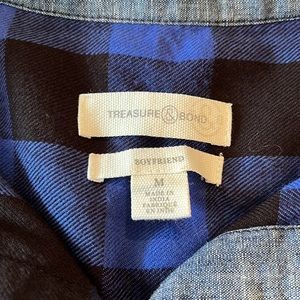 TREASURE & BOND
BOYFRIEND
M
MADE IN
INDIA
FABRIQUÉ
EN INDE